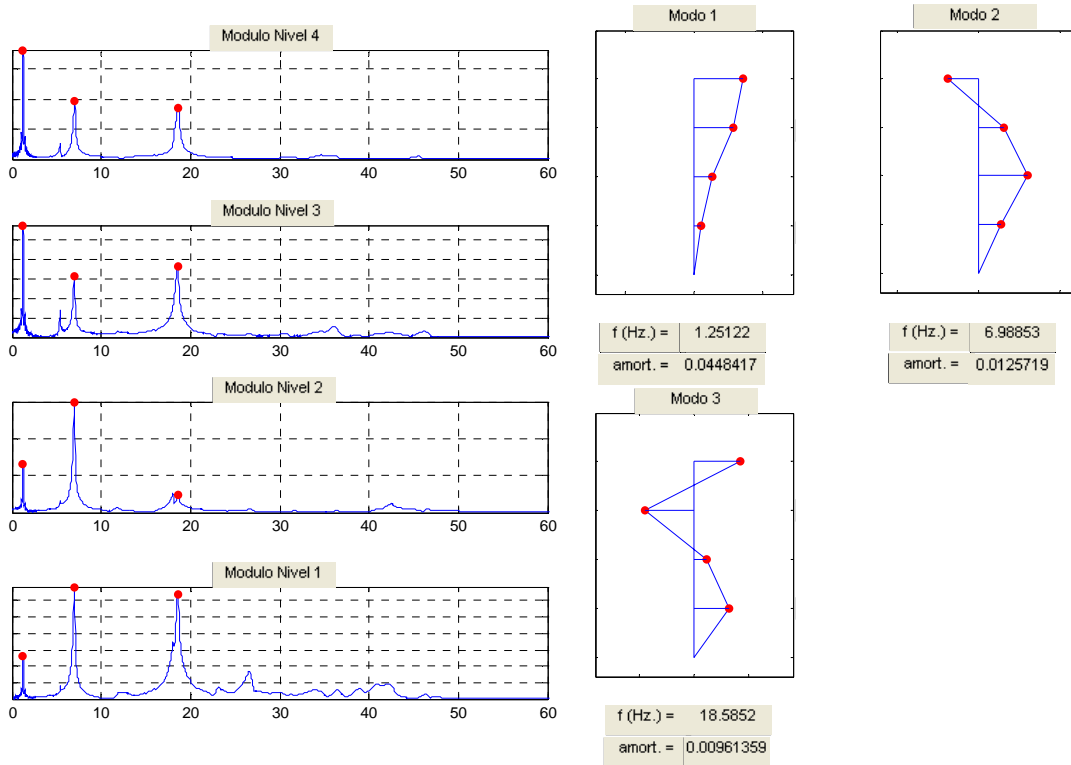 Modulo Nivel 4
0 10 20 30 40 50 60
Modulo Nivel 3
0 10 20 30 40 50 60
Modulo Nivel 2
0 10 20 30 40 50 60
Modulo Nivel 1
0 10 20 30 40 50 60
Modo 1
f (Hz.) = 1.25122
amort. = 0.0448417
Modo 2
f (Hz.) = 6.98853
amort. = 0.0125719
Modo 3
f (Hz.) = 18.5852
amort. = 0.00961359